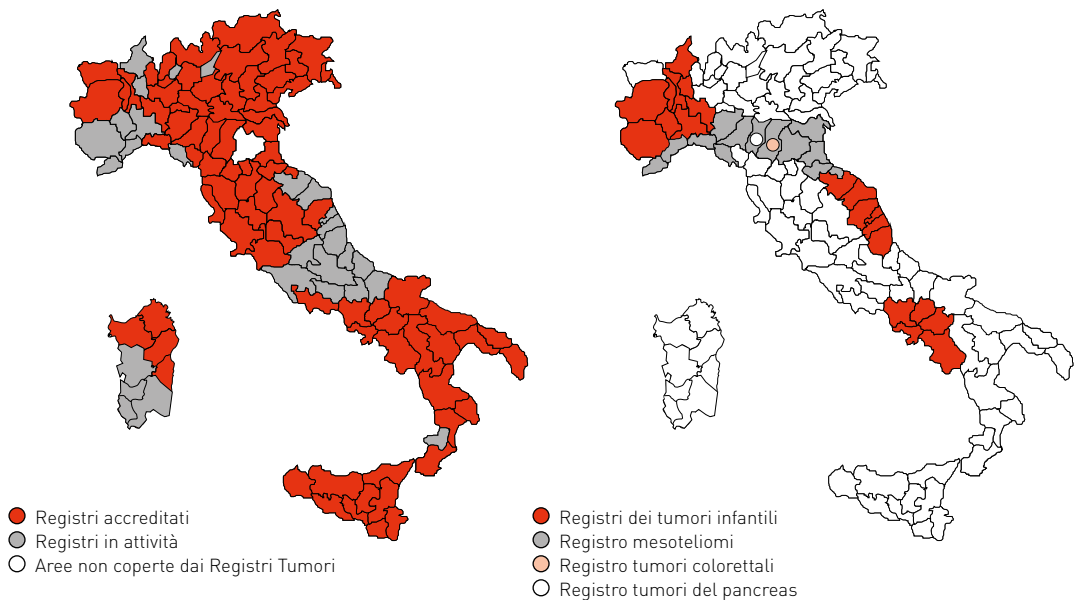 Registri accreditati
Registri in attività
Aree non coperte dai Registri Tumori
Registri dei tumori infantili
Registro mesoteliomi
Registro tumori colorettali
Registro tumori del pancreas